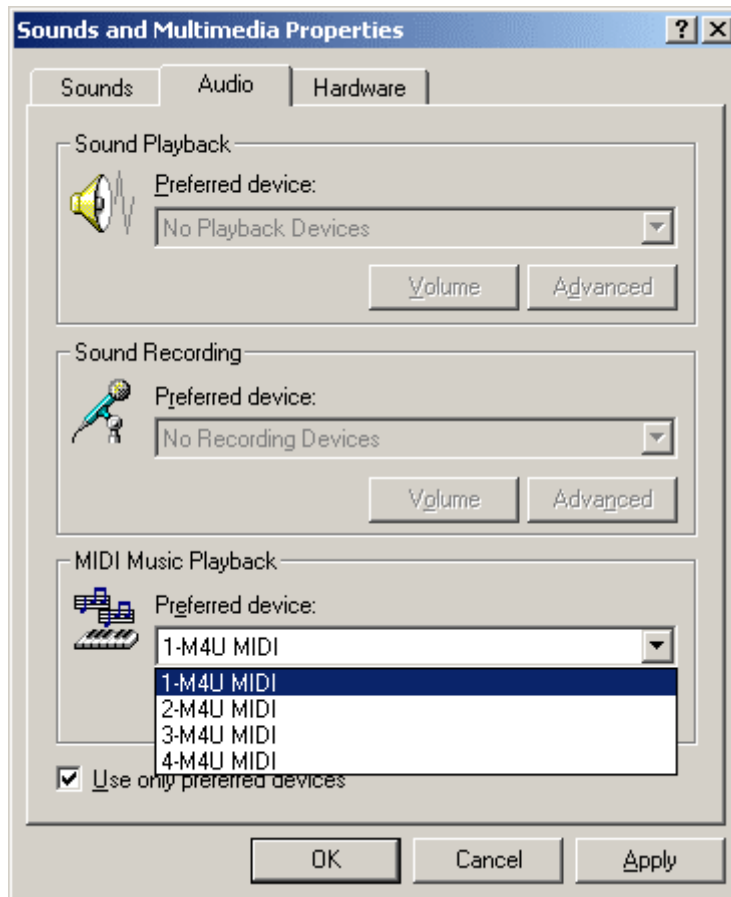 Sounds and Multimedia Properties
Sounds Audio Hardware
Sound Playback
Preferred device:
No Playback Devices
Volume Advanced
Sound Recording
Preferred device:
No Recording Devices
Volume Advanced
MIDI Music Playback
Preferred device:
1-M4U MIDI
1-M4U MIDI
2-M4U MIDI
3-M4U MIDI
4-M4U MIDI
Use only preferred devices
OK Cancel Apply